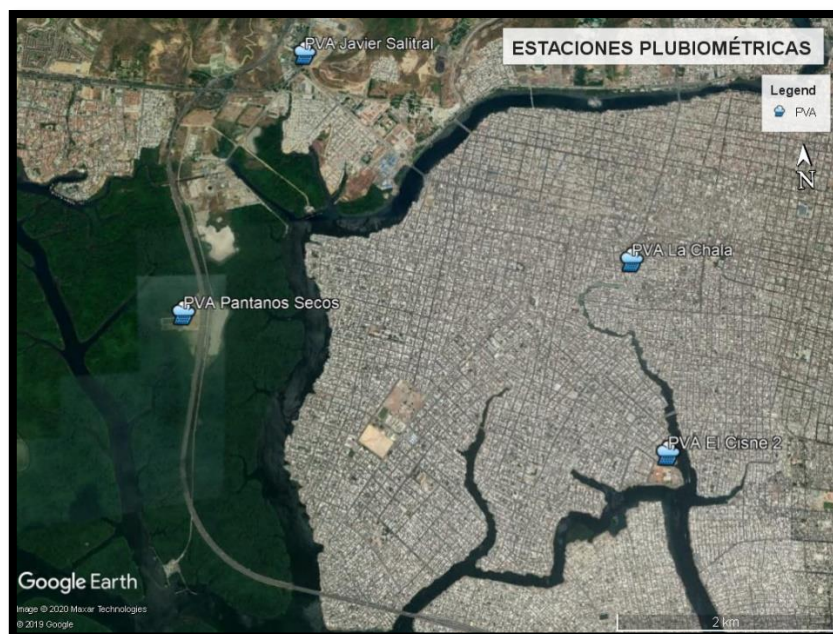 PVA Javier Salitral
ESTACIONES PLUBIOMÉTRICAS
Legend
PVA
N
PVA La Chala
PVA Pantanos Secos
PVA El Cisne 2
Google Earth
Image © 2020 Maxar Technologies
© 2019 Google
2 km